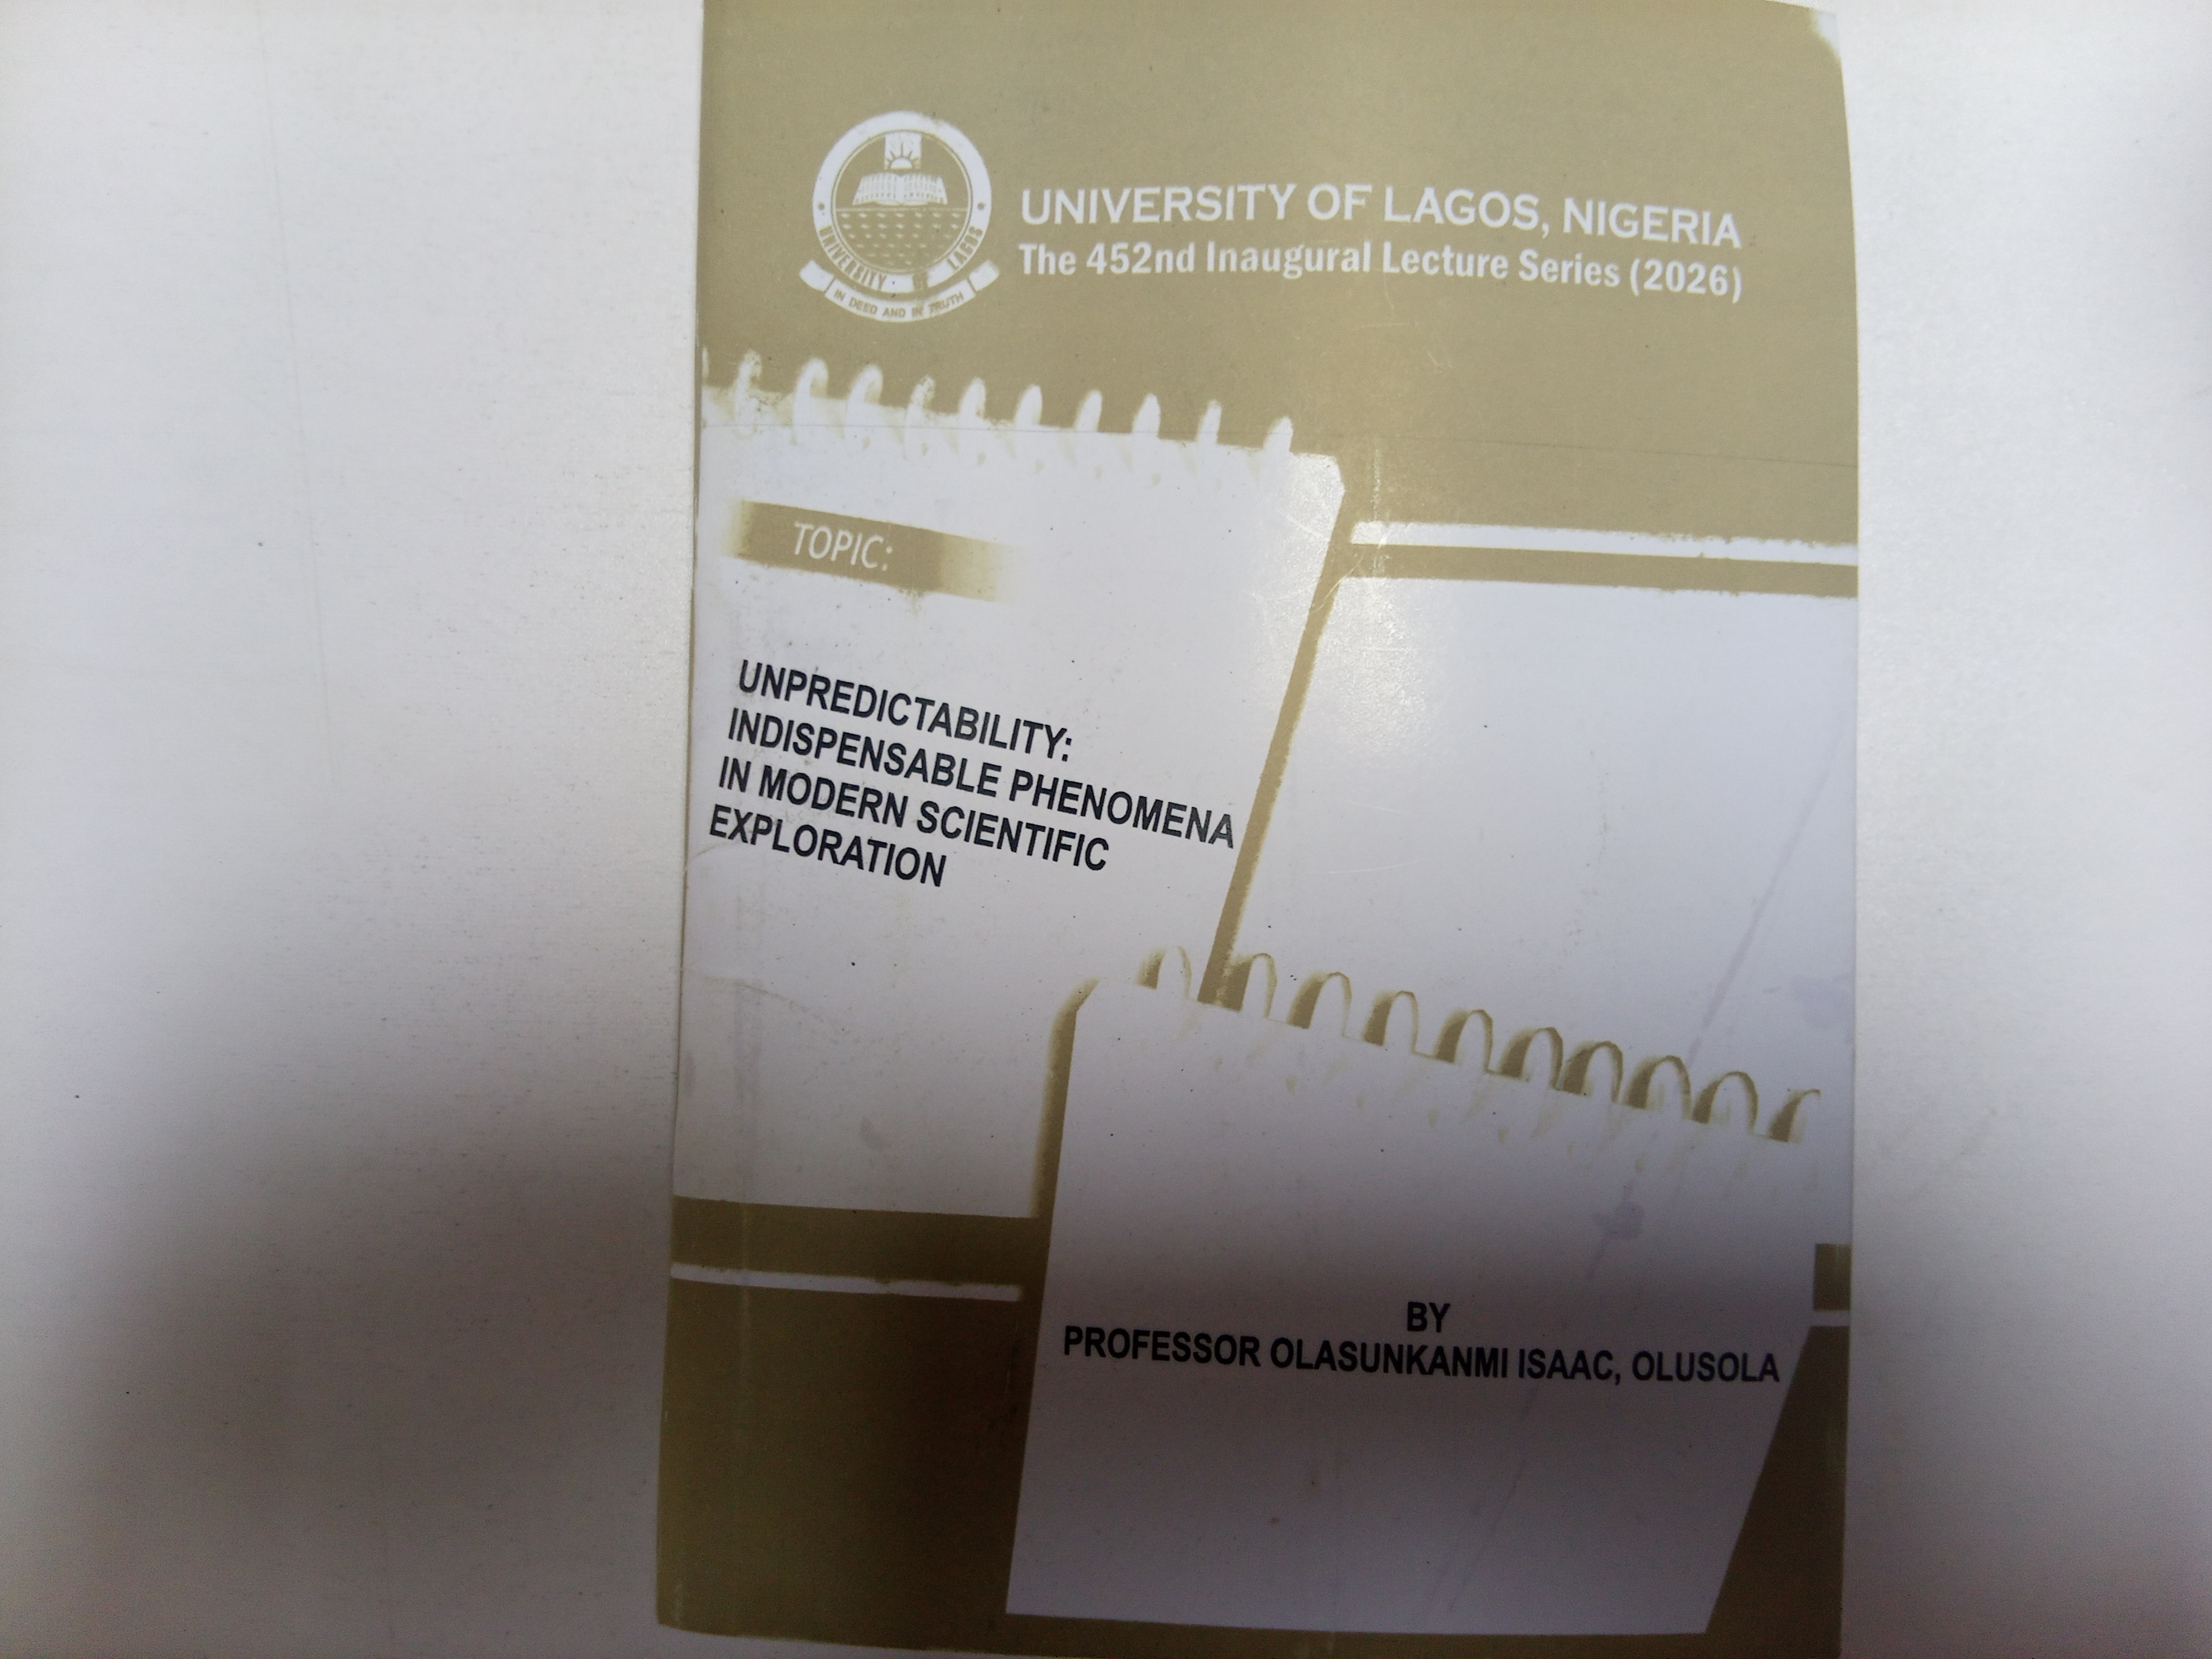 UNIVERSITY OF LAGOS, NIGERIA
The 452nd Inaugural Lecture Series (2026)
UNIVERSITY OF LAGOS
IN DEED AND IN TRUTH
TOPIC:
UNPREDICTABILITY:
INDISPENSABLE PHENOMENA
IN MODERN SCIENTIFIC
EXPLORATION
BY
PROFESSOR OLASUNKANMI ISAAC, OLUSOLA